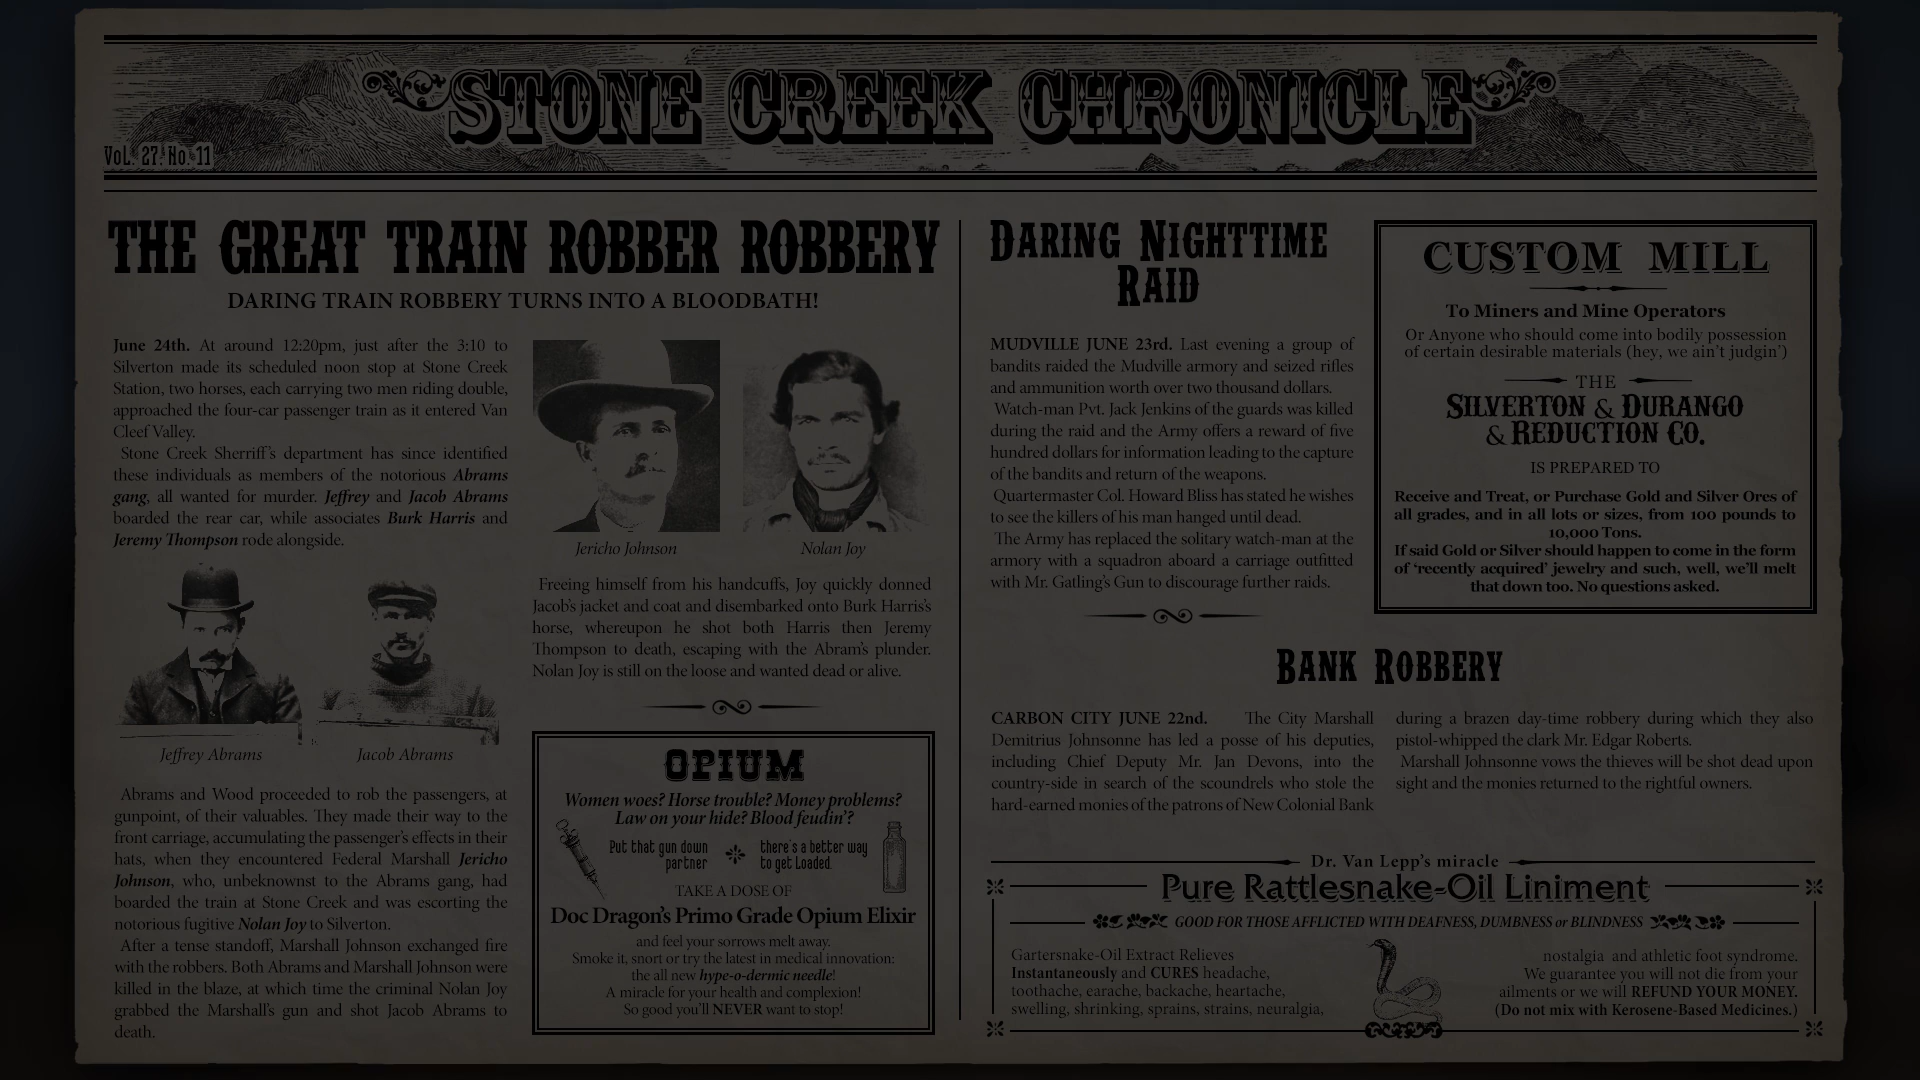 STONE CREEK CHRONICLE
Vol. 27. No. 11
THE GREAT TRAIN ROBBER ROBBERY
DARING TRAIN ROBBERY TURNS INTO A BLOODBATH!
June 24th. At around 12:20pm, just after the 3:10 to
Silverton made its scheduled noon stop at Stone Creek
Station, two horses, each carrying two men riding double,
approached the four-car passenger train as it entered Van
Cleef Valley.
Stone Creek Sherriff's department has since identified
these individuals as members of the notorious Abrams
gang, all wanted for murder. Jeffrey and Jacob Abrams
boarded the rear car, while associates Burk Harris and
Jeremy Thompson rode alongside.
Jeffrey Abrams
Jacob Abrams
Abrams and Wood proceeded to rob the passengers, at
gunpoint, of their valuables. They made their way to the
front carriage, accumulating the passenger's effects in their
hats, when they encountered Federal Marshall Jericho
Johnson, who, unbeknownst to the Abrams gang, had
boarded the train at Stone Creek and was escorting the
notorious fugitive Nolan Joy to Silverton.
After a tense standoff, Marshall Johnson exchanged fire
with the robbers. Both Abrams and Marshall Johnson were
killed in the blaze, at which time the criminal Nolan Joy
grabbed the Marshall's gun and shot Jacob Abrams to
death.
Jericho Johnson
Nolan Joy
Freeing himself from his handcuffs, Joy quickly donned
Jacob's jacket and coat and disembarked onto Burk Harris's
horse, whereupon he shot both Harris then Jeremy
Thompson to death, escaping with the Abram's plunder.
Nolan Joy is still on the loose and wanted dead or alive.
OPIUM
Women woes? Horse trouble? Money problems?
Law on your hide? Blood feudin'?
Put that gun down
partner
there's a better way
to get Loaded.
TAKE A DOSE OF
Doc Dragon's Primo Grade Opium Elixir
and feel your sorrows melt away.
Smoke it, snort or try the latest in medical innovation:
the all new hype-o-dermic needle!
A miracle for your health and complexion!
So good you'll NEVER want to stop!
DARING NIGHTTIME
RAID
MUDVILLE JUNE 23rd. Last evening a group of
bandits raided the Mudville armory and seized rifles
and ammunition worth over two thousand dollars.
Watch-man Pvt. Jack Jenkins of the guards was killed
during the raid and the Army offers a reward of five
hundred dollars for information leading to the capture
of the bandits and return of the weapons.
Quartermaster Col. Howard Bliss has stated he wishes
to see the killers of his man hanged until dead.
The Army has replaced the solitary watch-man at the
armory with a squadron aboard a carriage outfitted
with Mr. Gatling's Gun to discourage further raids.
CUSTOM MILL
To Miners and Mine Operators
Or Anyone who should come into bodily possession
of certain desirable materials (hey, we ain't judgin')
THE
SILVERTON & DURANGO
& REDUCTION CO.
IS PREPARED TO
Receive and Treat, or Purchase Gold and Silver Ores of
all grades, and in all lots or sizes, from 100 pounds to
10,000 Tons.
If said Gold or Silver should happen to come in the form
of 'recently acquired' jewelry and such, well, we'll melt
that down too. No questions asked.
BANK ROBBERY
CARBON CITY JUNE 22nd. The City Marshall
Demitrius Johnsonne has led a posse of his deputies,
including Chief Deputy Mr. Jan Devons, into the
country-side in search of the scoundrels who stole the
hard-earned monies of the patrons of New Colonial Bank
during a brazen day-time robbery during which they also
pistol-whipped the clark Mr. Edgar Roberts.
Marshall Johnsonne vows the thieves will be shot dead upon
sight and the monies returned to the rightful owners.
Dr. Van Lepp's miracle
Pure Rattlesnake-Oil Liniment
GOOD FOR THOSE AFFLICTED WITH DEAFNESS, DUMBNESS or BLINDNESS
Gartersnake-Oil Extract Relieves
Instantaneously and CURES headache,
toothache, earache, backache, heartache,
swelling, shrinking, sprains, strains, neuralgia,
nostalgia and athletic foot syndrome.
We guarantee you will not die from your
ailments or we will REFUND YOUR MONEY.
(Do not mix with Kerosene-Based Medicines.)